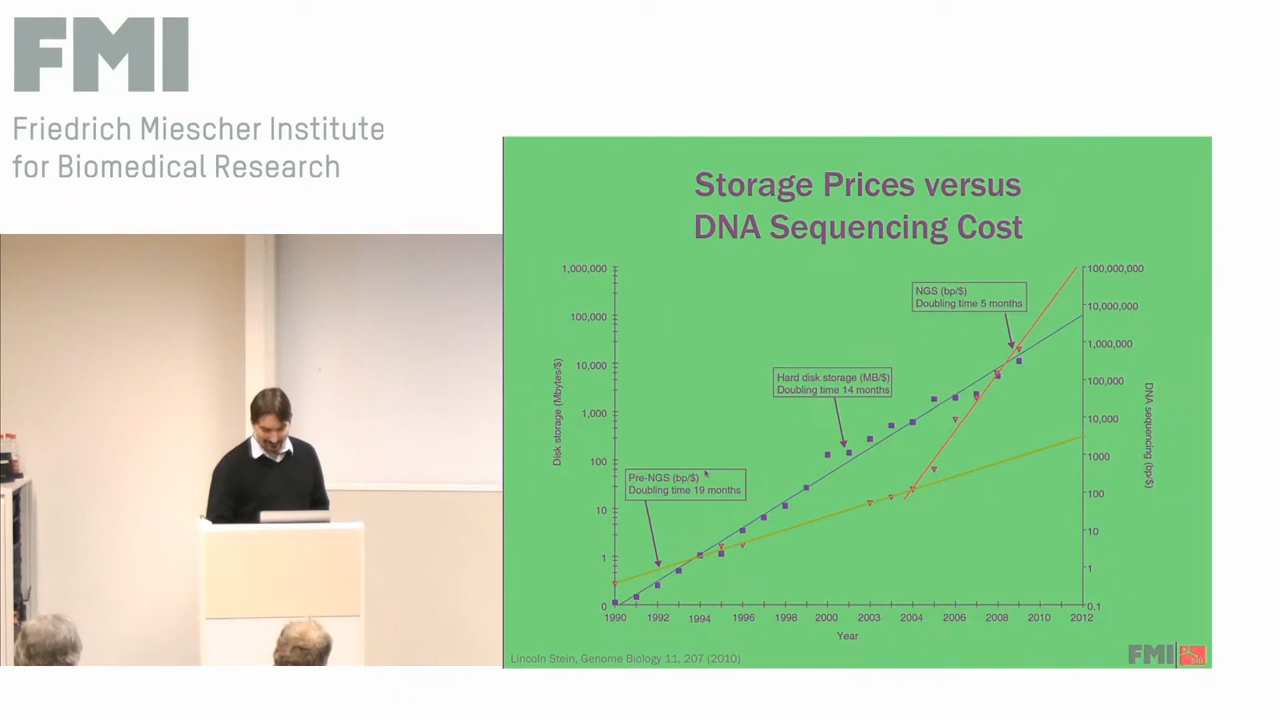 FMI
Friedrich Miescher Institute
for Biomedical Research
Storage Prices versus
DNA Sequencing Cost
1,000,000
100,000
10,000
1,000
100
10
1
0
Disk storage (Mbytes/$)
100,000,000
10,000,000
1,000,000
100,000
10,000
1000
100
10
1
0.1
DNA sequencing (bp/$)
NGS (bp/$)
Doubling time 5 months
Hard disk storage (MB/$)
Doubling time 14 months
Pre-NGS (bp/$)
Doubling time 19 months
1990 1992 1994 1996 1998 2000 2002 2004 2006 2008 2010 2012
Year
Lincoln Stein, Genome Biology 11, 207 (2010)
FMI